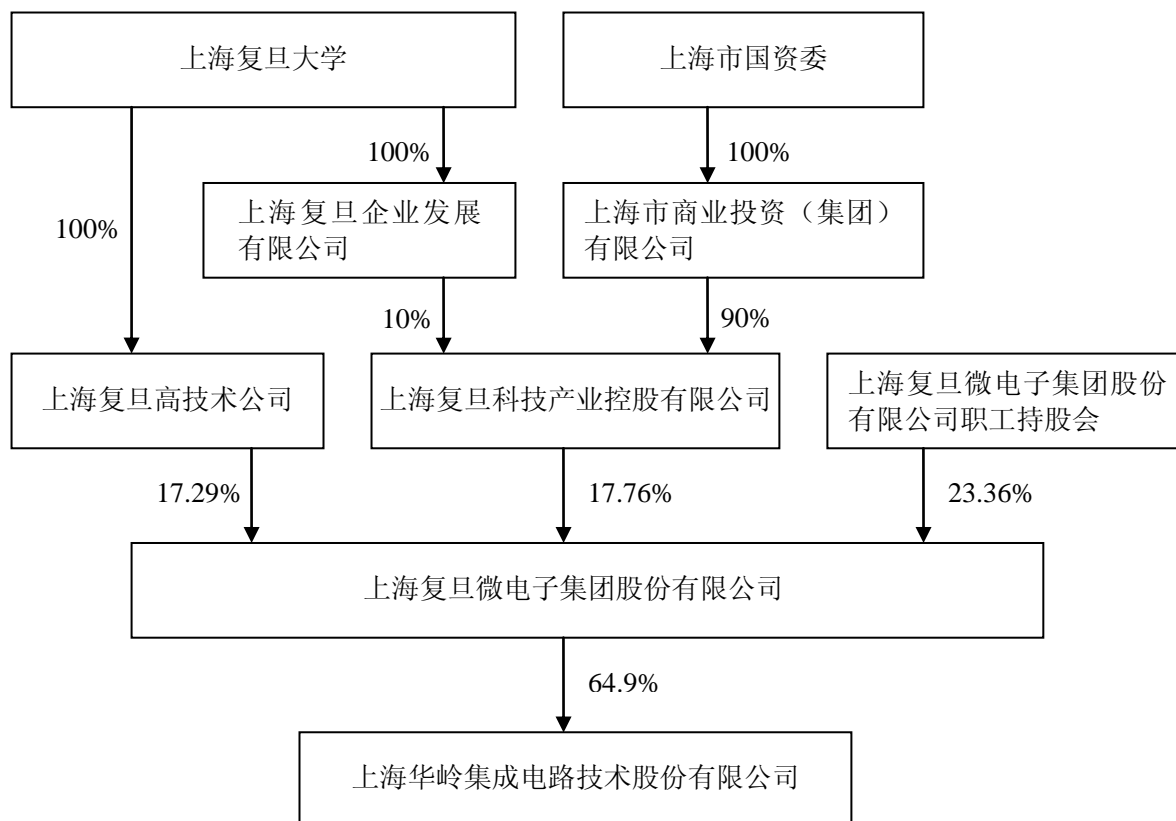 上海复旦大学
上海市国资委
100%
100%
100%
上海复旦企业发展
有限公司
上海市商业投资（集团）
有限公司
10%
90%
上海复旦高技术公司
上海复旦科技产业控股有限公司
上海复旦微电子集团股份
有限公司职工持股会
17.29%
17.76%
23.36%
上海复旦微电子集团股份有限公司
64.9%
上海华岭集成电路技术股份有限公司